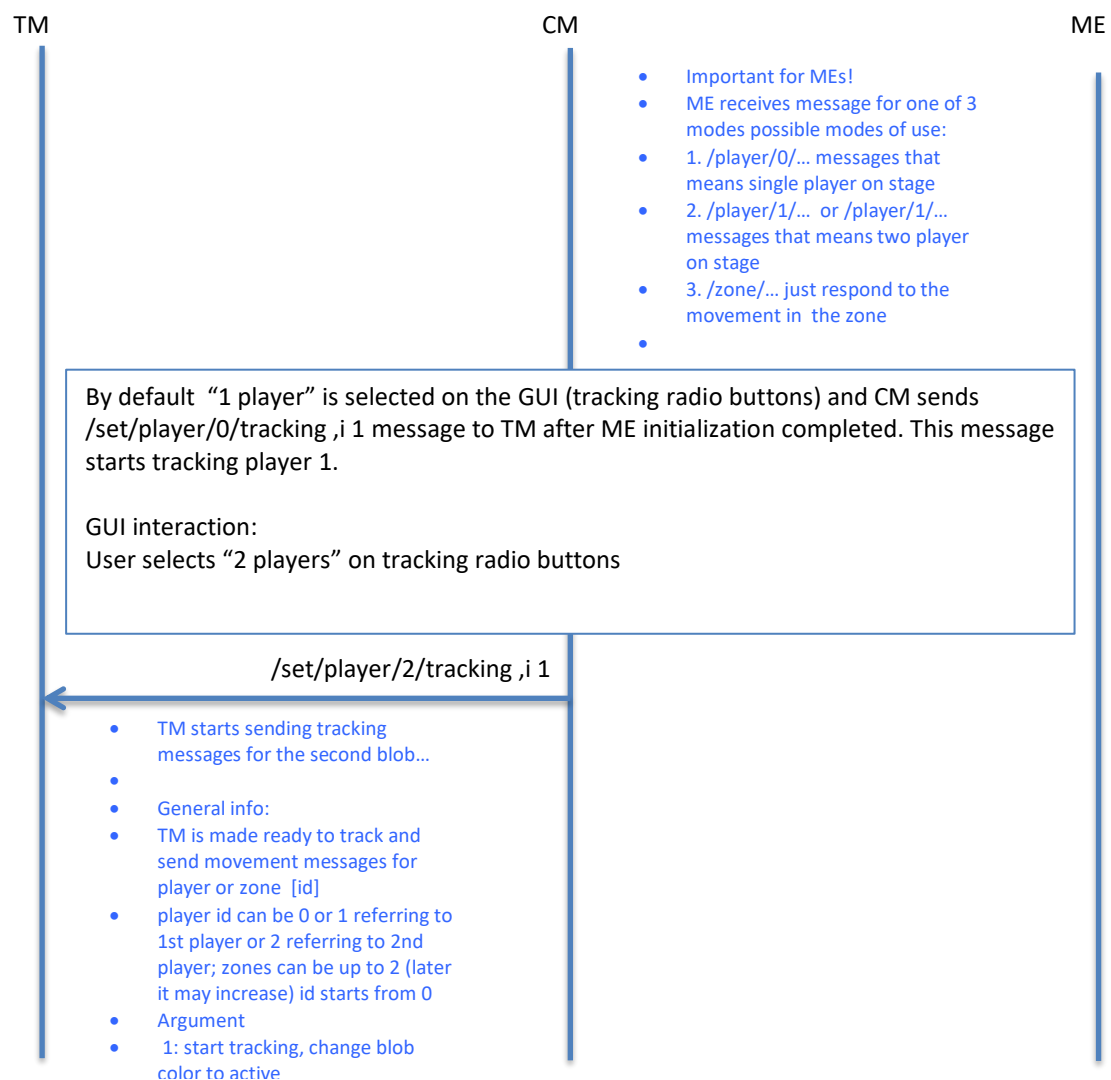 TM
CM
ME
• Important for MEs!
• ME receives message for one of 3
modes possible modes of use:
• 1. /player/0/… messages that
means single player on stage
• 2. /player/1/… or /player/1/…
messages that means two player
on stage
• 3. /zone/… just respond to the
movement in the zone
•
By default “1 player” is selected on the GUI (tracking radio buttons) and CM sends
/set/player/0/tracking ,i 1 message to TM after ME initialization completed. This message
starts tracking player 1.
GUI interaction:
User selects “2 players” on tracking radio buttons
/set/player/2/tracking ,i 1
• TM starts sending tracking
messages for the second blob…
•
• General info:
• TM is made ready to track and
send movement messages for
player or zone [id]
• player id can be 0 or 1 referring to
1st player or 2 referring to 2nd
player; zones can be up to 2 (later
it may increase) id starts from 0
• Argument
• 1: start tracking, change blob
color to active